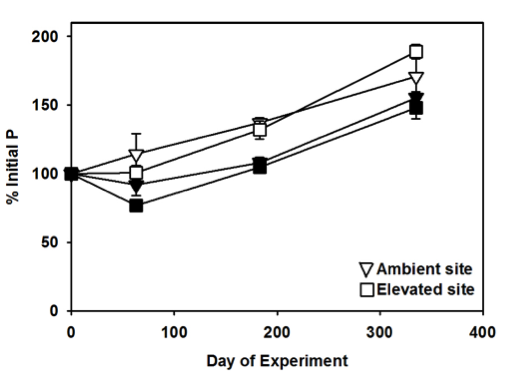 200
150
100
50
0
% Initial P
Ambient site
Elevated site
0 100 200 300 400
Day of Experiment